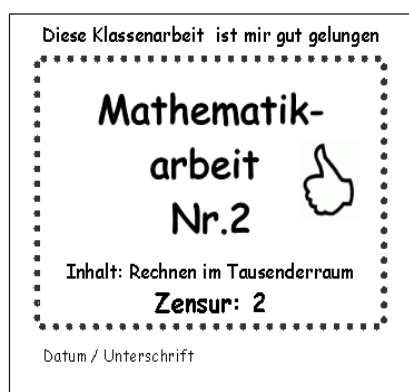 Diese Klassenarbeit ist mir gut gelungen
Mathematik-
arbeit
Nr.2
Inhalt: Rechnen im Tausenderraum
Zensur: 2
Datum / Unterschrift